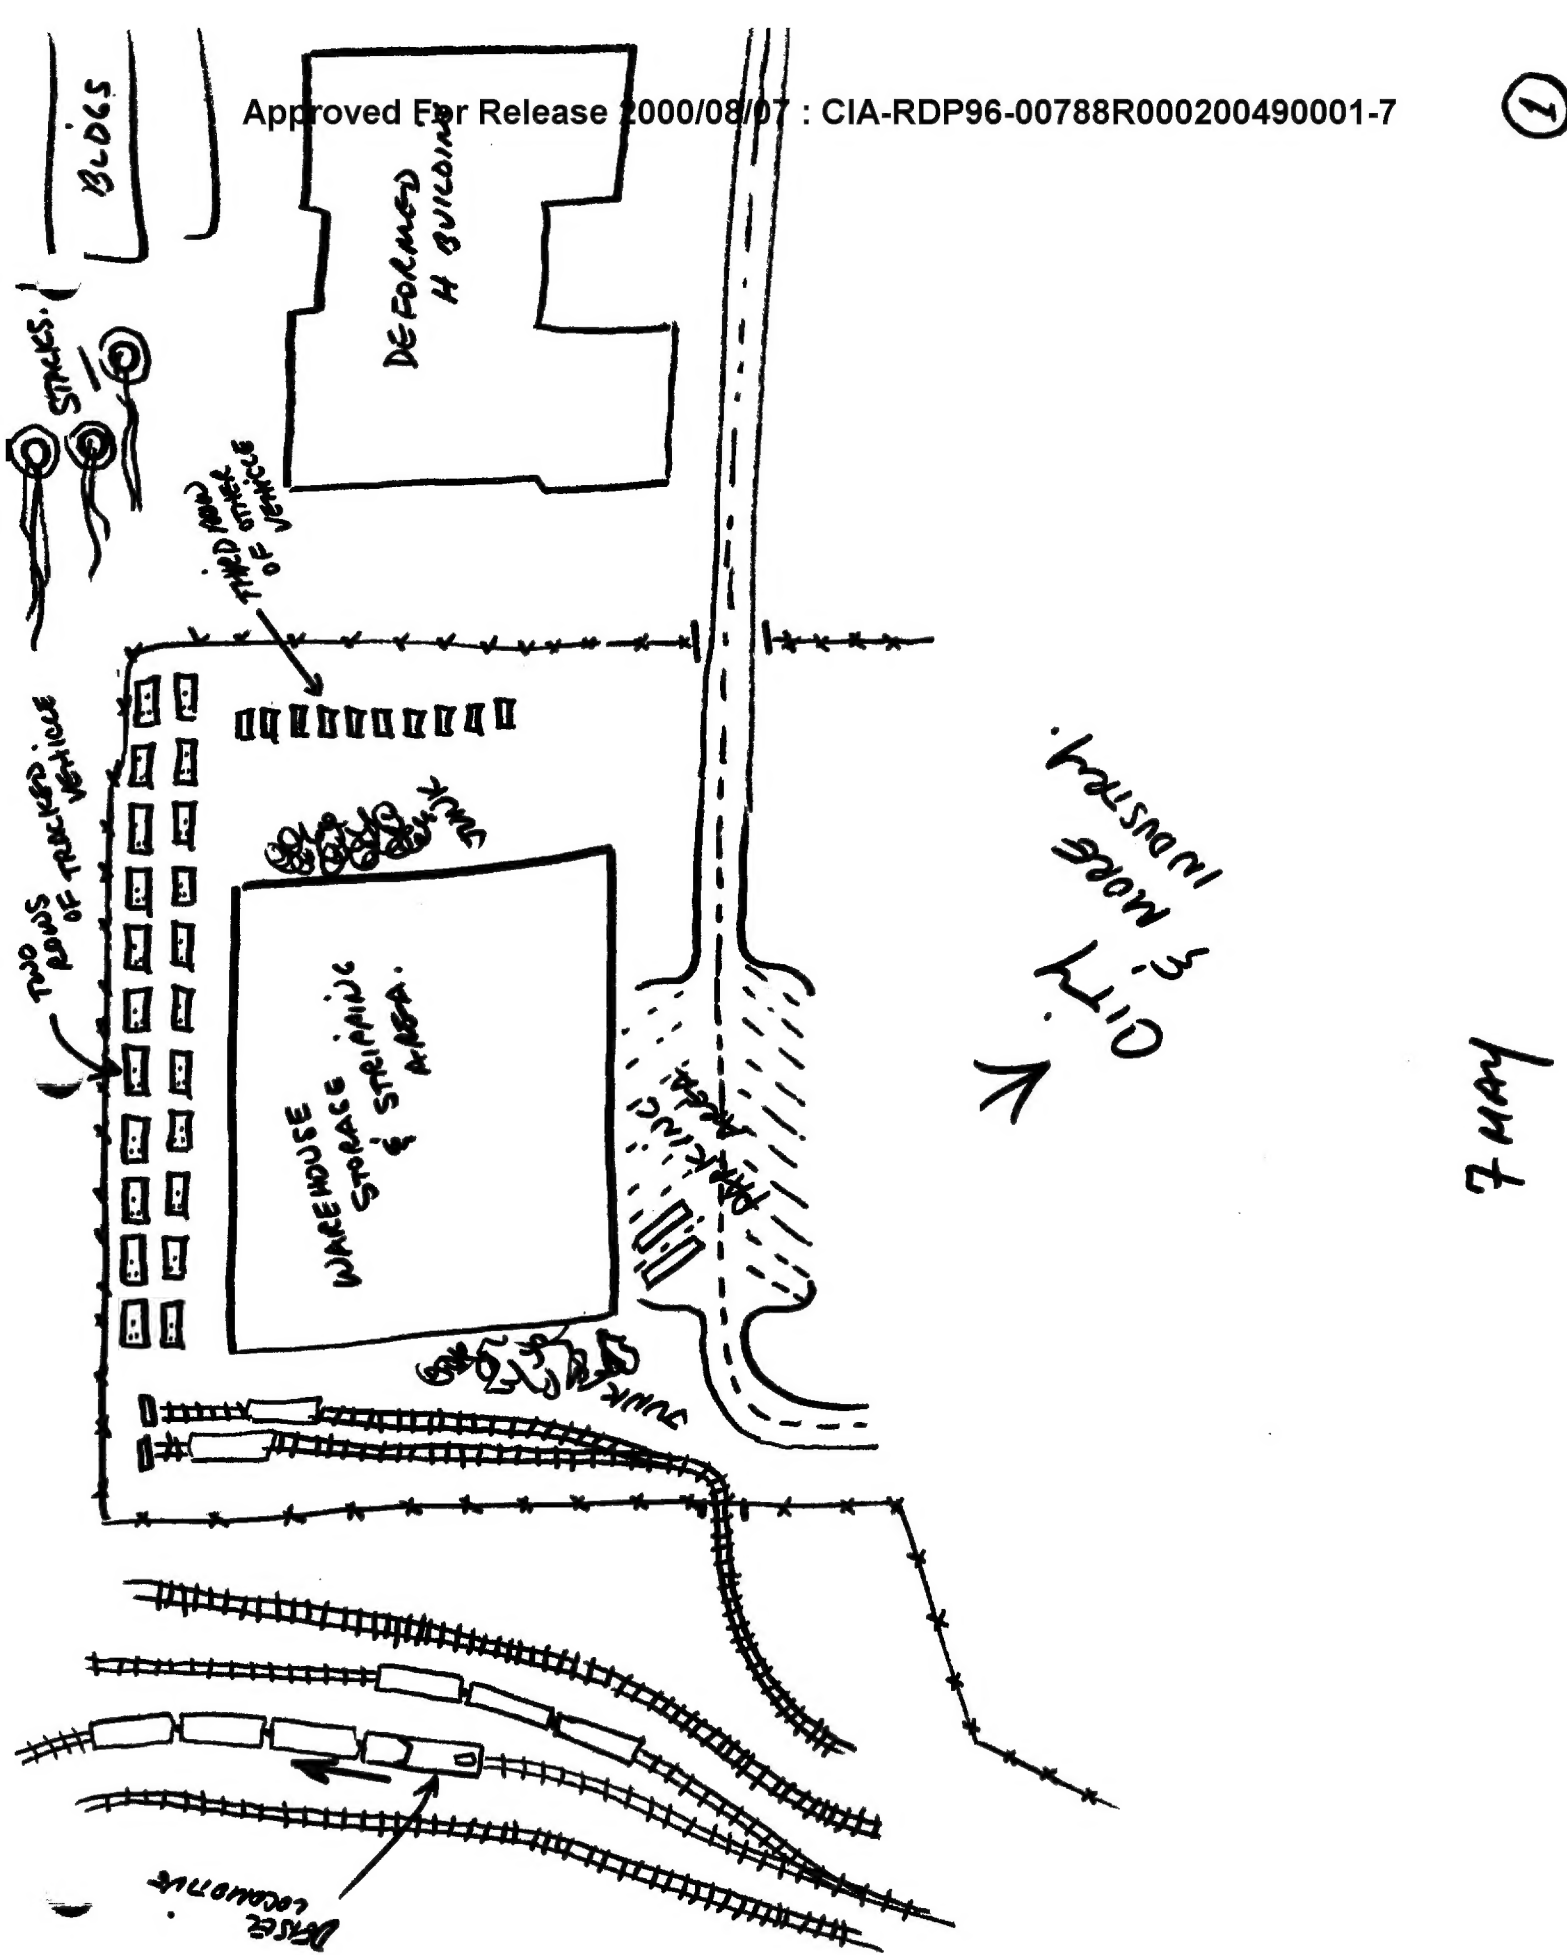 Approved For Release 2000/08/07 : CIA-RDP96-00788R000200490001-7
1
BLDGS
STACKS.
DEFORMED
H BUILDING
THIRD ROW
OTHER
OF VEHICLE
TWO
ROWS
OF TRACKED
VEHICLE
JUNK
WAREHOUSE
STORAGE
& STRIPPING
AREA.
PARKING
AREA.
CITY
& MORE
INDUSTRY.
JUNK
DEISEL
LOCOMOTIVE
7 MAY